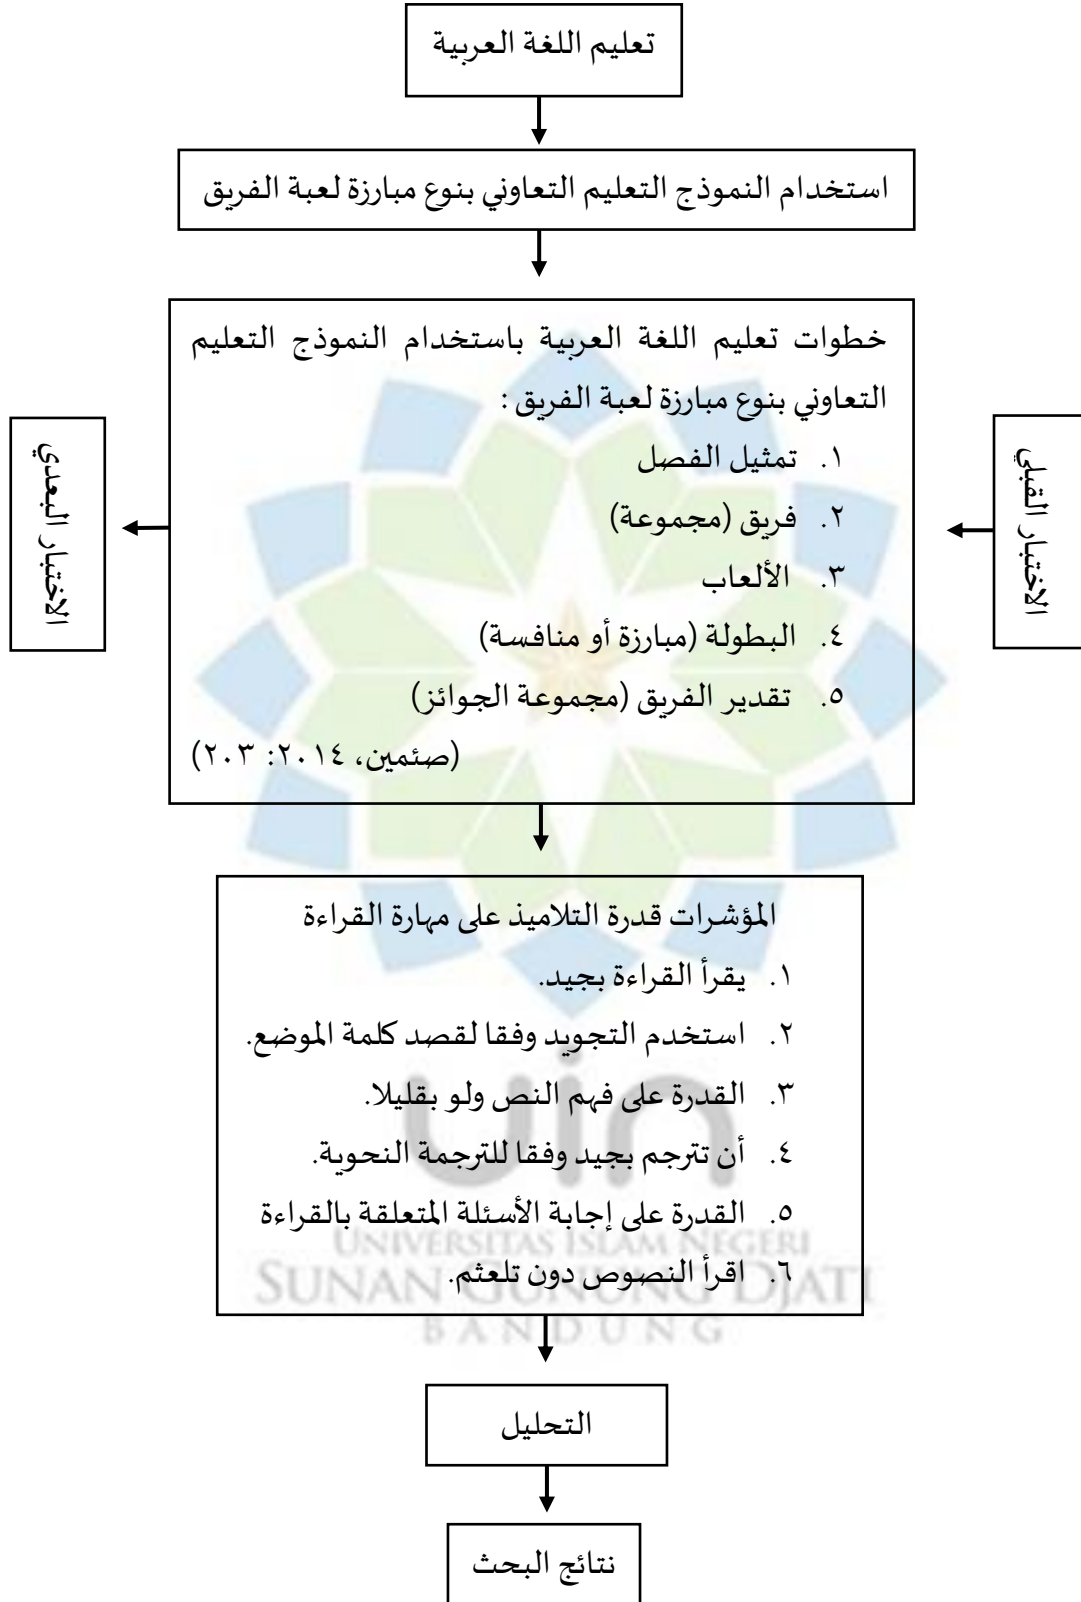 تعليم اللغة العربية
استخدام النموذج التعليم التعاوني بنوع مبارزة لعبة الفريق
خطوات تعليم اللغة العربية باستخدام النموذج التعليم
التعاوني بنوع مبارزة لعبة الفريق :
١. تمثيل الفصل
٢. فريق (مجموعة)
٣. الألعاب
٤. البطولة (مبارزة أو منافسة)
٥. تقدير الفريق (مجموعة الجوائز)
(صئمين، ٢٠١٤: ٢٠٣)
الاختبار القبلي
الاختبار البعدي
المؤشرات قدرة التلاميذ على مهارة القراءة
١. يقرأ القراءة بجيد.
٢. استخدم التجويد وفقا لقصد كلمة الموضع.
٣. القدرة على فهم النص ولو بقليلا.
٤. أن تترجم بجيد وفقا للترجمة النحوية.
٥. القدرة على إجابة الأسئلة المتعلقة بالقراءة
٦. اقرأ النصوص دون تلعثم.
uin
UNIVERSITAS ISLAM NEGERI
SUNAN GUNUNG DJATI
BANDUNG
التحليل
نتائج البحث